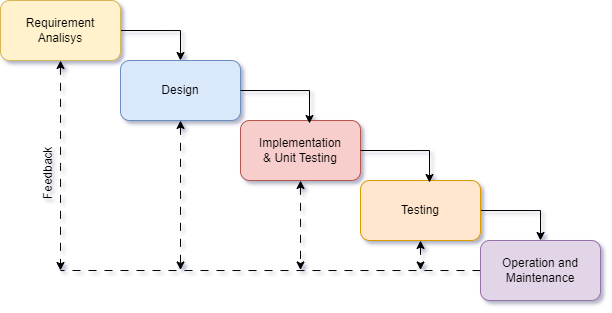 Requirement
Analisys
Design
Implementation
& Unit Testing
Feedback
Testing
Operation and
Maintenance